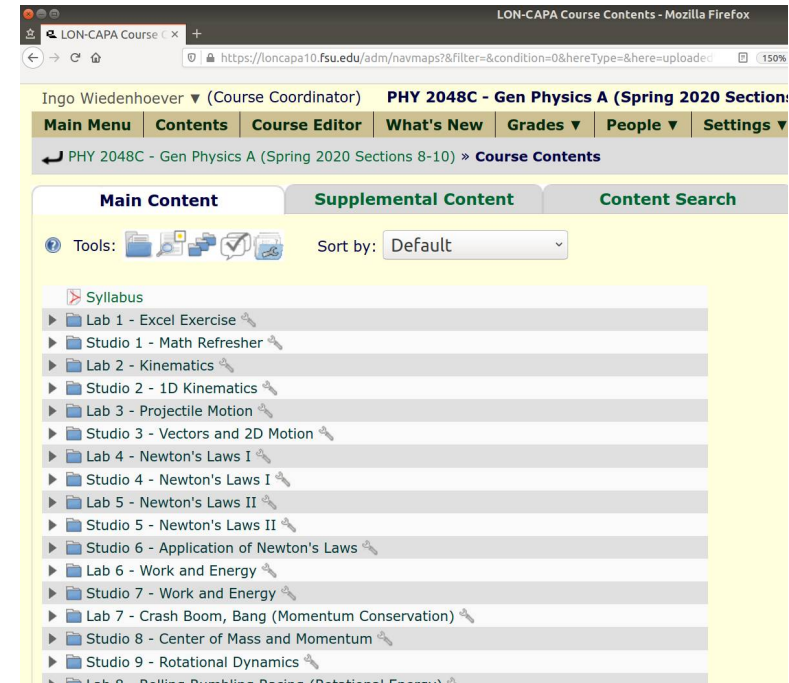 LON-CAPA Course Contents - Mozilla Firefox
LON-CAPA Course C × +
https://loncapa10.fsu.edu/adm/navmaps?&filter=&condition=0&hereType=&here=uploaded 150%
Ingo Wiedenhoever ▼ (Course Coordinator) PHY 2048C - Gen Physics A (Spring 2020 Sections
Main Menu Contents Course Editor What's New Grades ▼ People ▼ Settings ▼
PHY 2048C - Gen Physics A (Spring 2020 Sections 8-10) » Course Contents
Main Content Supplemental Content Content Search
Tools: Sort by: Default
Syllabus
Lab 1 - Excel Exercise
Studio 1 - Math Refresher
Lab 2 - Kinematics
Studio 2 - 1D Kinematics
Lab 3 - Projectile Motion
Studio 3 - Vectors and 2D Motion
Lab 4 - Newton's Laws I
Studio 4 - Newton's Laws I
Lab 5 - Newton's Laws II
Studio 5 - Newton's Laws II
Studio 6 - Application of Newton's Laws
Lab 6 - Work and Energy
Studio 7 - Work and Energy
Lab 7 - Crash Boom, Bang (Momentum Conservation)
Studio 8 - Center of Mass and Momentum
Studio 9 - Rotational Dynamics
Lab 8 - Rolling Rumbling Racing (Rotational Energy)